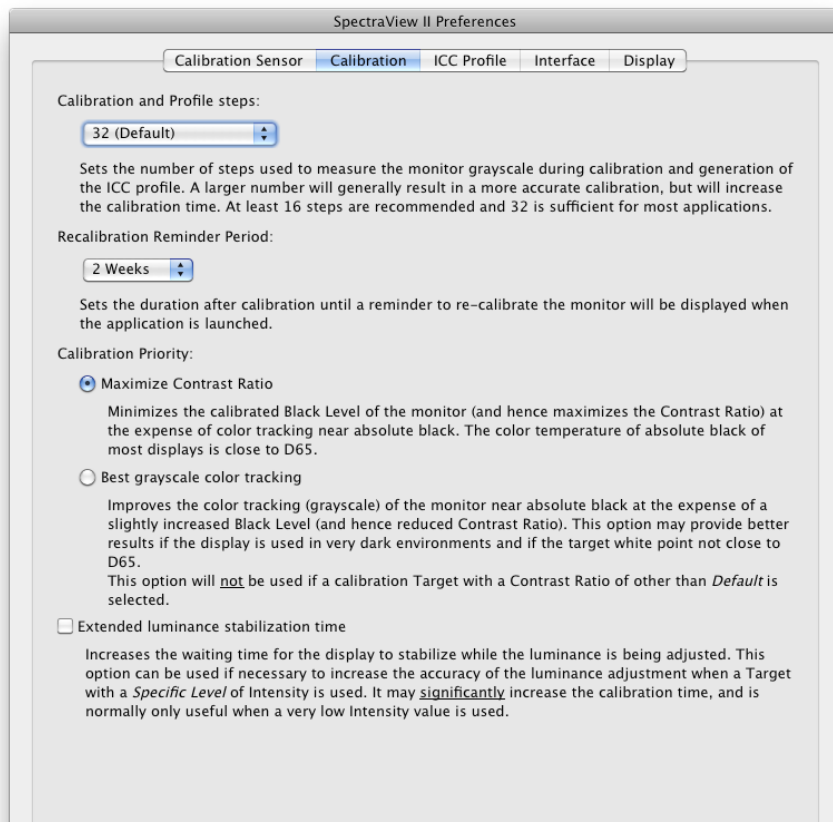 SpectraView II Preferences
Calibration Sensor Calibration ICC Profile Interface Display
Calibration and Profile steps:
32 (Default)
Sets the number of steps used to measure the monitor grayscale during calibration and generation of
the ICC profile. A larger number will generally result in a more accurate calibration, but will increase
the calibration time. At least 16 steps are recommended and 32 is sufficient for most applications.
Recalibration Reminder Period:
2 Weeks
Sets the duration after calibration until a reminder to re-calibrate the monitor will be displayed when
the application is launched.
Calibration Priority:
Maximize Contrast Ratio
Minimizes the calibrated Black Level of the monitor (and hence maximizes the Contrast Ratio) at
the expense of color tracking near absolute black. The color temperature of absolute black of
most displays is close to D65.
Best grayscale color tracking
Improves the color tracking (grayscale) of the monitor near absolute black at the expense of a
slightly increased Black Level (and hence reduced Contrast Ratio). This option may provide better
results if the display is used in very dark environments and if the target white point not close to
D65.
This option will not be used if a calibration Target with a Contrast Ratio of other than Default is
selected.
Extended luminance stabilization time
Increases the waiting time for the display to stabilize while the luminance is being adjusted. This
option can be used if necessary to increase the accuracy of the luminance adjustment when a Target
with a Specific Level of Intensity is used. It may significantly increase the calibration time, and is
normally only useful when a very low Intensity value is used.